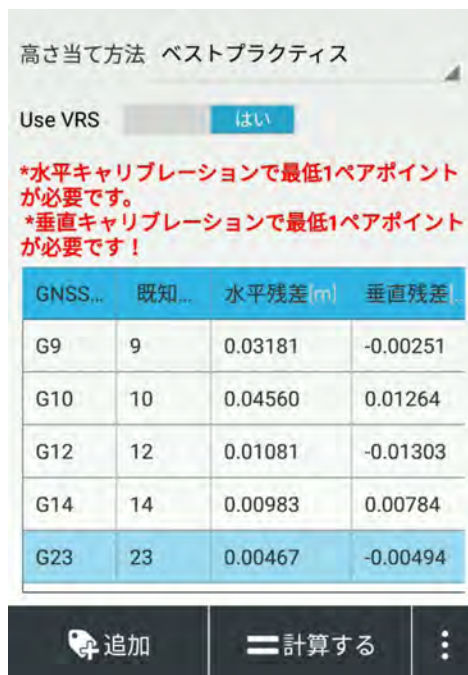 高さ当て方法 ベストプラクティス
Use VRS はい
*水平キャリブレーションで最低1ペアポイント
が必要です。
*垂直キャリブレーションで最低1ペアポイント
が必要です！
GNSS... 既知... 水平残差[m] 垂直残差[...
G9 9 0.03181 -0.00251
G10 10 0.04560 0.01264
G12 12 0.01081 -0.01303
G14 14 0.00983 0.00784
G23 23 0.00467 -0.00494
追加 計算する